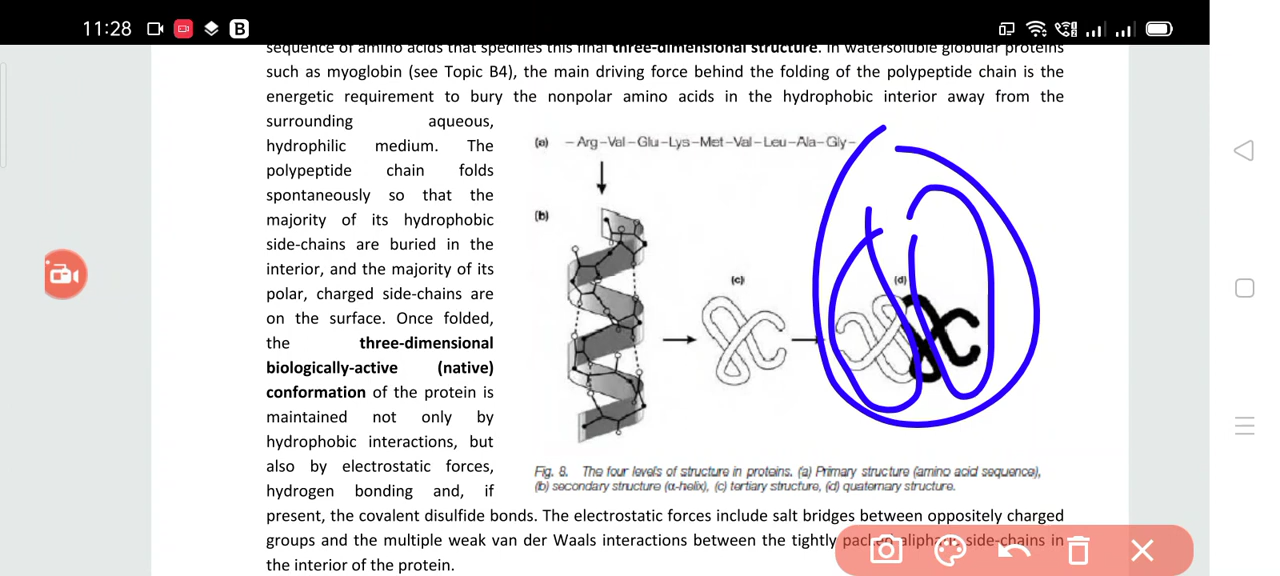 11:28
B
sequence of amino acids that specifies this final three-dimensional structure. In watersoluble globular proteins
such as myoglobin (see Topic B4), the main driving force behind the folding of the polypeptide chain is the
energetic requirement to bury the nonpolar amino acids in the hydrophobic interior away from the
surrounding aqueous,
hydrophilic medium. The
polypeptide chain folds
spontaneously so that the
majority of its hydrophobic
side-chains are buried in the
interior, and the majority of its
polar, charged side-chains are
on the surface. Once folded,
the three-dimensional
biologically-active (native)
conformation of the protein is
maintained not only by
hydrophobic interactions, but
also by electrostatic forces,
hydrogen bonding and, if
(a) –Arg–Val–Glu–Lys–Met–Val–Leu–Ala–Gly–
(b)
(c)
(d)
Fig. 8. The four levels of structure in proteins. (a) Primary structure (amino acid sequence),
(b) secondary structure (α-helix), (c) tertiary structure, (d) quaternary structure.
present, the covalent disulfide bonds. The electrostatic forces include salt bridges between oppositely charged
groups and the multiple weak van der Waals interactions between the tightly side-chains in
the interior of the protein.